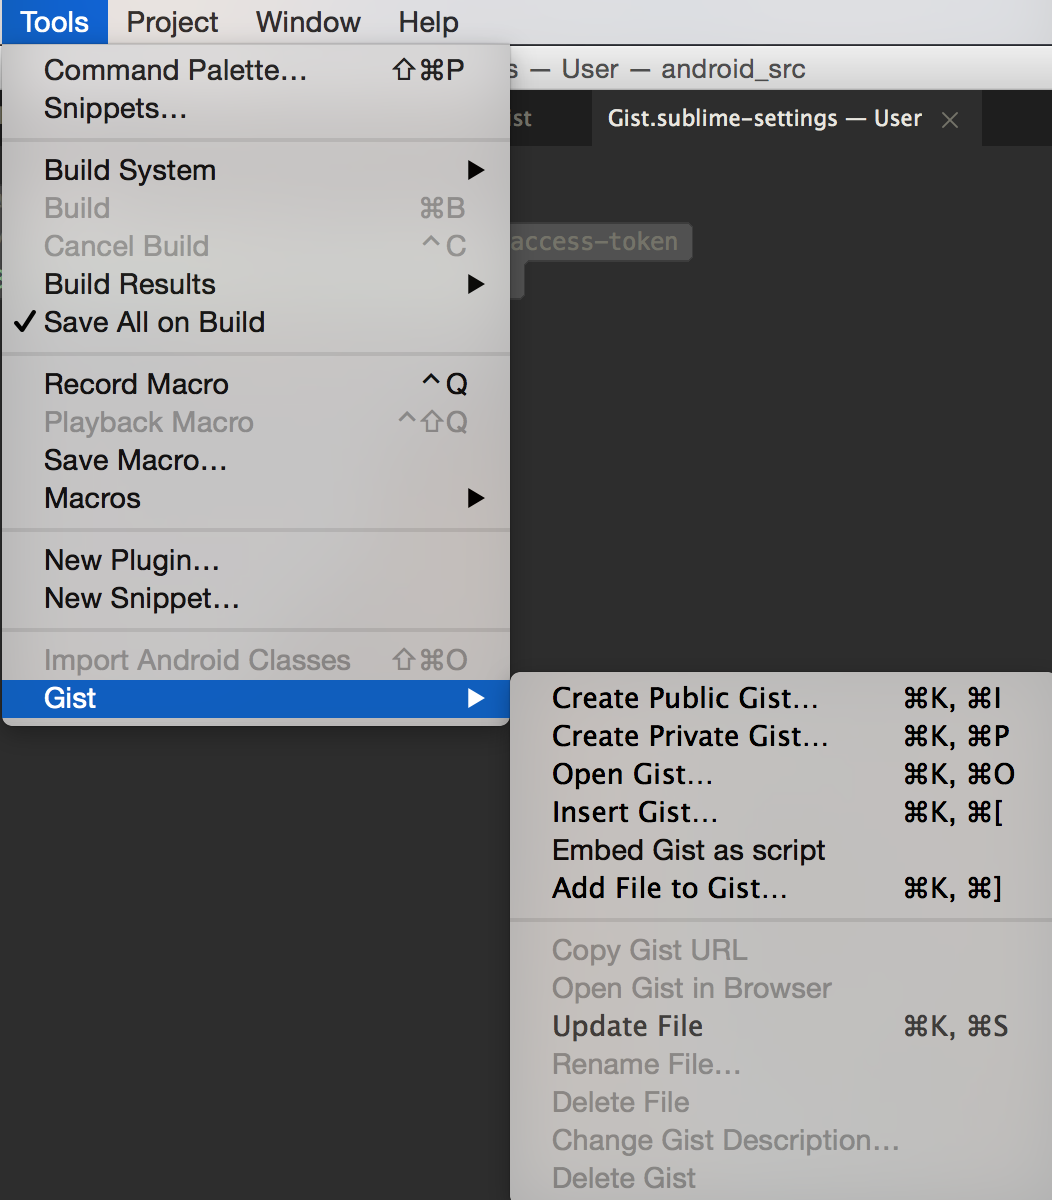 Tools Project Window Help
— User — android_src
Gist.sublime-settings — User ×
access-token
Command Palette... ⇧⌘P
Snippets...
Build System ▶
Build ⌘B
Cancel Build ^C
Build Results ▶
✓ Save All on Build
Record Macro ^Q
Playback Macro ^⇧Q
Save Macro...
Macros ▶
New Plugin...
New Snippet...
Import Android Classes ⇧⌘O
Gist ▶
Create Public Gist... ⌘K, ⌘I
Create Private Gist... ⌘K, ⌘P
Open Gist... ⌘K, ⌘O
Insert Gist... ⌘K, ⌘[
Embed Gist as script
Add File to Gist... ⌘K, ⌘]
Copy Gist URL
Open Gist in Browser
Update File ⌘K, ⌘S
Rename File...
Delete File
Change Gist Description...
Delete Gist